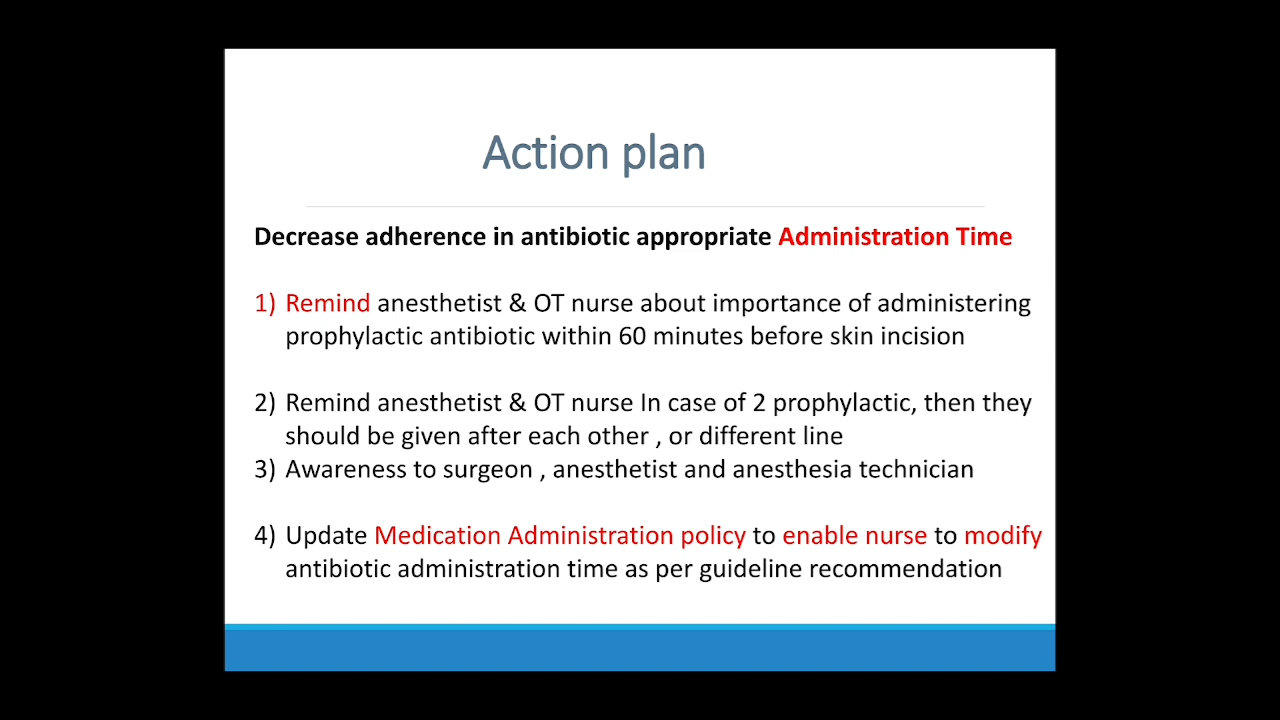 Action plan
Decrease adherence in antibiotic appropriate Administration Time
1) Remind anesthetist & OT nurse about importance of administering
prophylactic antibiotic within 60 minutes before skin incision
2) Remind anesthetist & OT nurse In case of 2 prophylactic, then they
should be given after each other , or different line
3) Awareness to surgeon , anesthetist and anesthesia technician
4) Update Medication Administration policy to enable nurse to modify
antibiotic administration time as per guideline recommendation